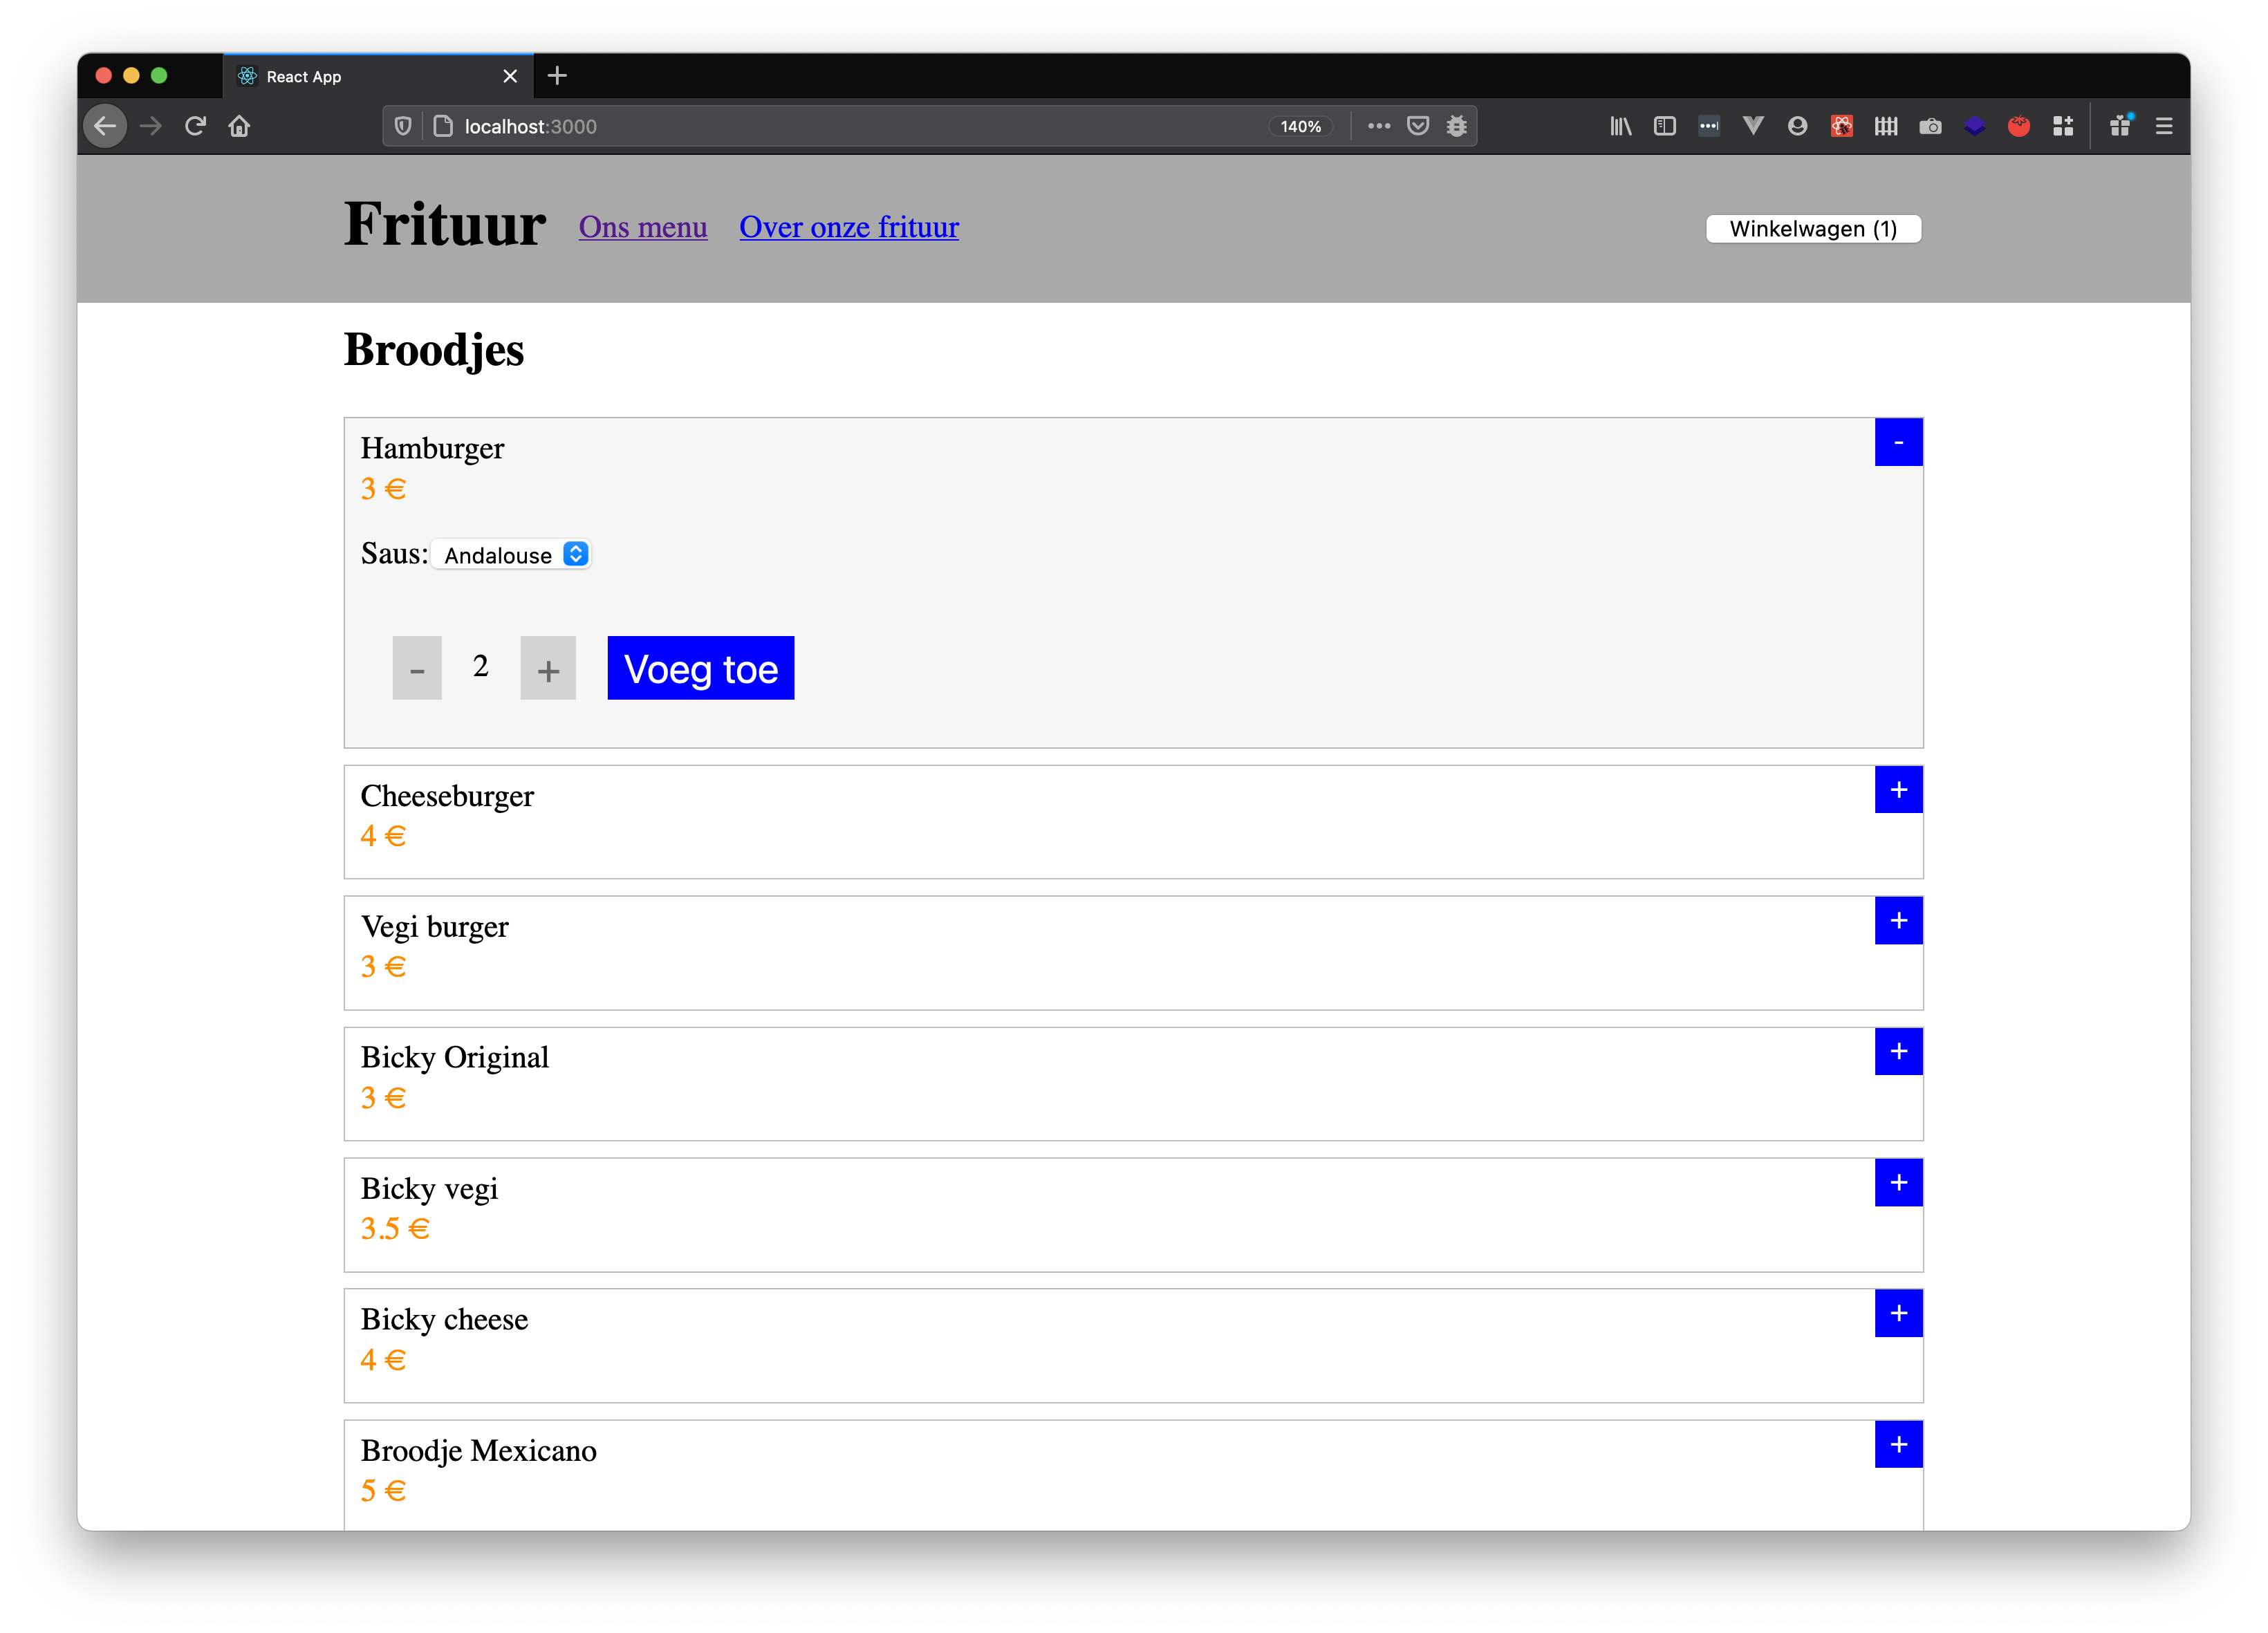 React App
localhost:3000 140%
Frituur Ons menu Over onze frituur Winkelwagen (1)
Broodjes
Hamburger -
3 €
Saus: Andalouse
- 2 + Voeg toe
Cheeseburger +
4 €
Vegi burger +
3 €
Bicky Original +
3 €
Bicky vegi +
3.5 €
Bicky cheese +
4 €
Broodje Mexicano +
5 €